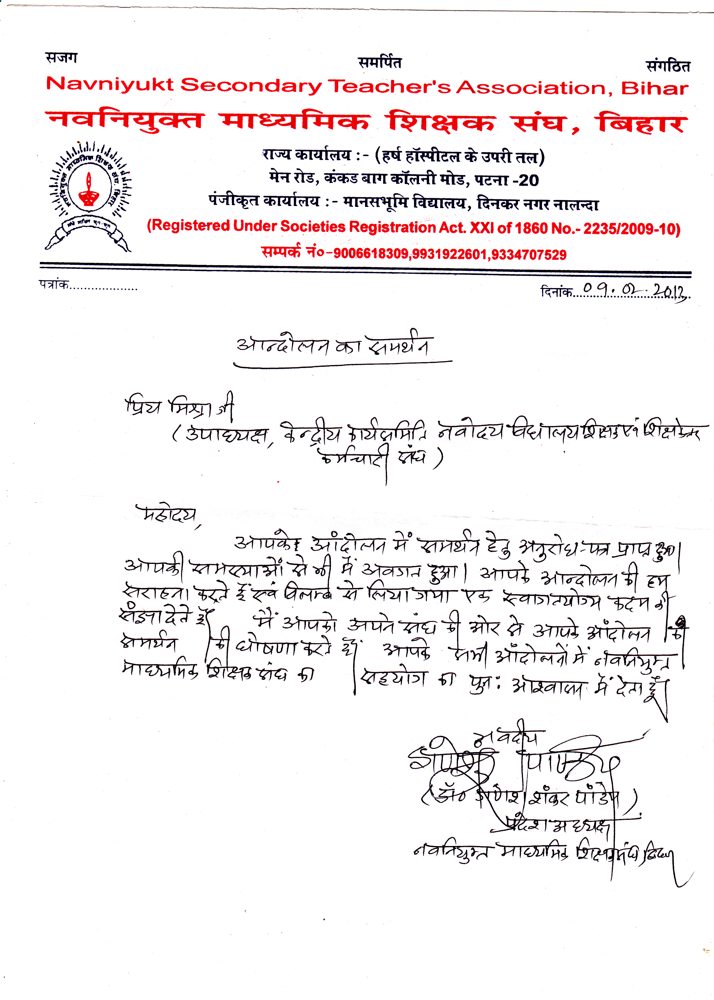 सजग समर्पित संगठित
Navniyukt Secondary Teacher's Association, Bihar
नवनियुक्त माध्यमिक शिक्षक संघ, बिहार
नवनियुक्त माध्यमिक शिक्षक संघ, बिहार
संघे शक्ति युग-युग
राज्य कार्यालय :- (हर्ष हॉस्पीटल के उपरी तल)
मेन रोड, कंकड बाग कॉलनी मोड, पटना -20
पंजीकृत कार्यालय :- मानसभूमि विद्यालय, दिनकर नगर नालन्दा
(Registered Under Societies Registration Act. XXI of 1860 No.- 2235/2009-10)
सम्पर्क नं०-9006618309,9931922601,9334707529
पत्रांक...................
दिनांक...09.02.2013...
आन्दोलन का समर्थन
प्रिय मिश्रा जी
(उपाध्यक्ष, केन्द्रीय कार्यसमिति नवोदय विद्यालय शिक्षक एवं शिक्षकेत्तर
कर्मचारी संघ)
महोदय,
आपके आंदोलन में समर्थन हेतु अनुरोध-पत्र प्राप्त हुआ।
आपकी समस्याओं से भी मैं अवगत हुआ। आपके आन्दोलन की हम
सराहना करते हैं एवं विलम्ब से लिया गया एक स्वागतयोग्य कदम की
संज्ञा देते हैं। मैं आपको अपने संघ की ओर से आपके आंदोलन को
समर्थन की घोषणा करते हैं। आपके सभी आंदोलनों में नवनियुक्त
माध्यमिक शिक्षक संघ का सहयोग का पुनः आश्वासन मैं देता हूँ।
भवदीय
गणेश पाण्डेय
(डॉ० गणेश शंकर पांडेय)
प्रदेश अध्यक्ष
नवनियुक्त माध्यमिक शिक्षक संघ, बिहार